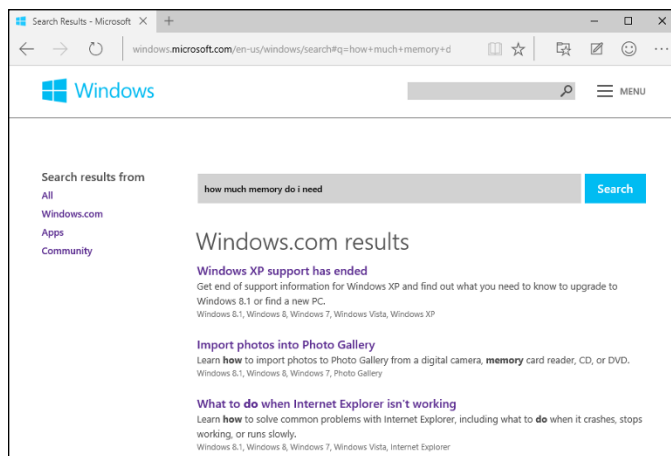 Search Results - Microsoft
windows.microsoft.com/en-us/windows/search#q=how+much+memory+d
Windows
MENU
Search results from
All
Windows.com
Apps
Community
how much memory do i need
Search
Windows.com results
Windows XP support has ended
Get end of support information for Windows XP and find out what you need to know to upgrade to
Windows 8.1 or find a new PC.
Windows 8.1, Windows 8, Windows 7, Windows Vista, Windows XP
Import photos into Photo Gallery
Learn how to import photos to Photo Gallery from a digital camera, memory card reader, CD, or DVD.
Windows 8.1, Windows 8, Windows 7, Photo Gallery
What to do when Internet Explorer isn't working
Learn how to solve common problems with Internet Explorer, including what to do when it crashes, stops
working, or runs slowly.
Windows 8.1, Windows 8, Windows 7, Windows Vista, Internet Explorer